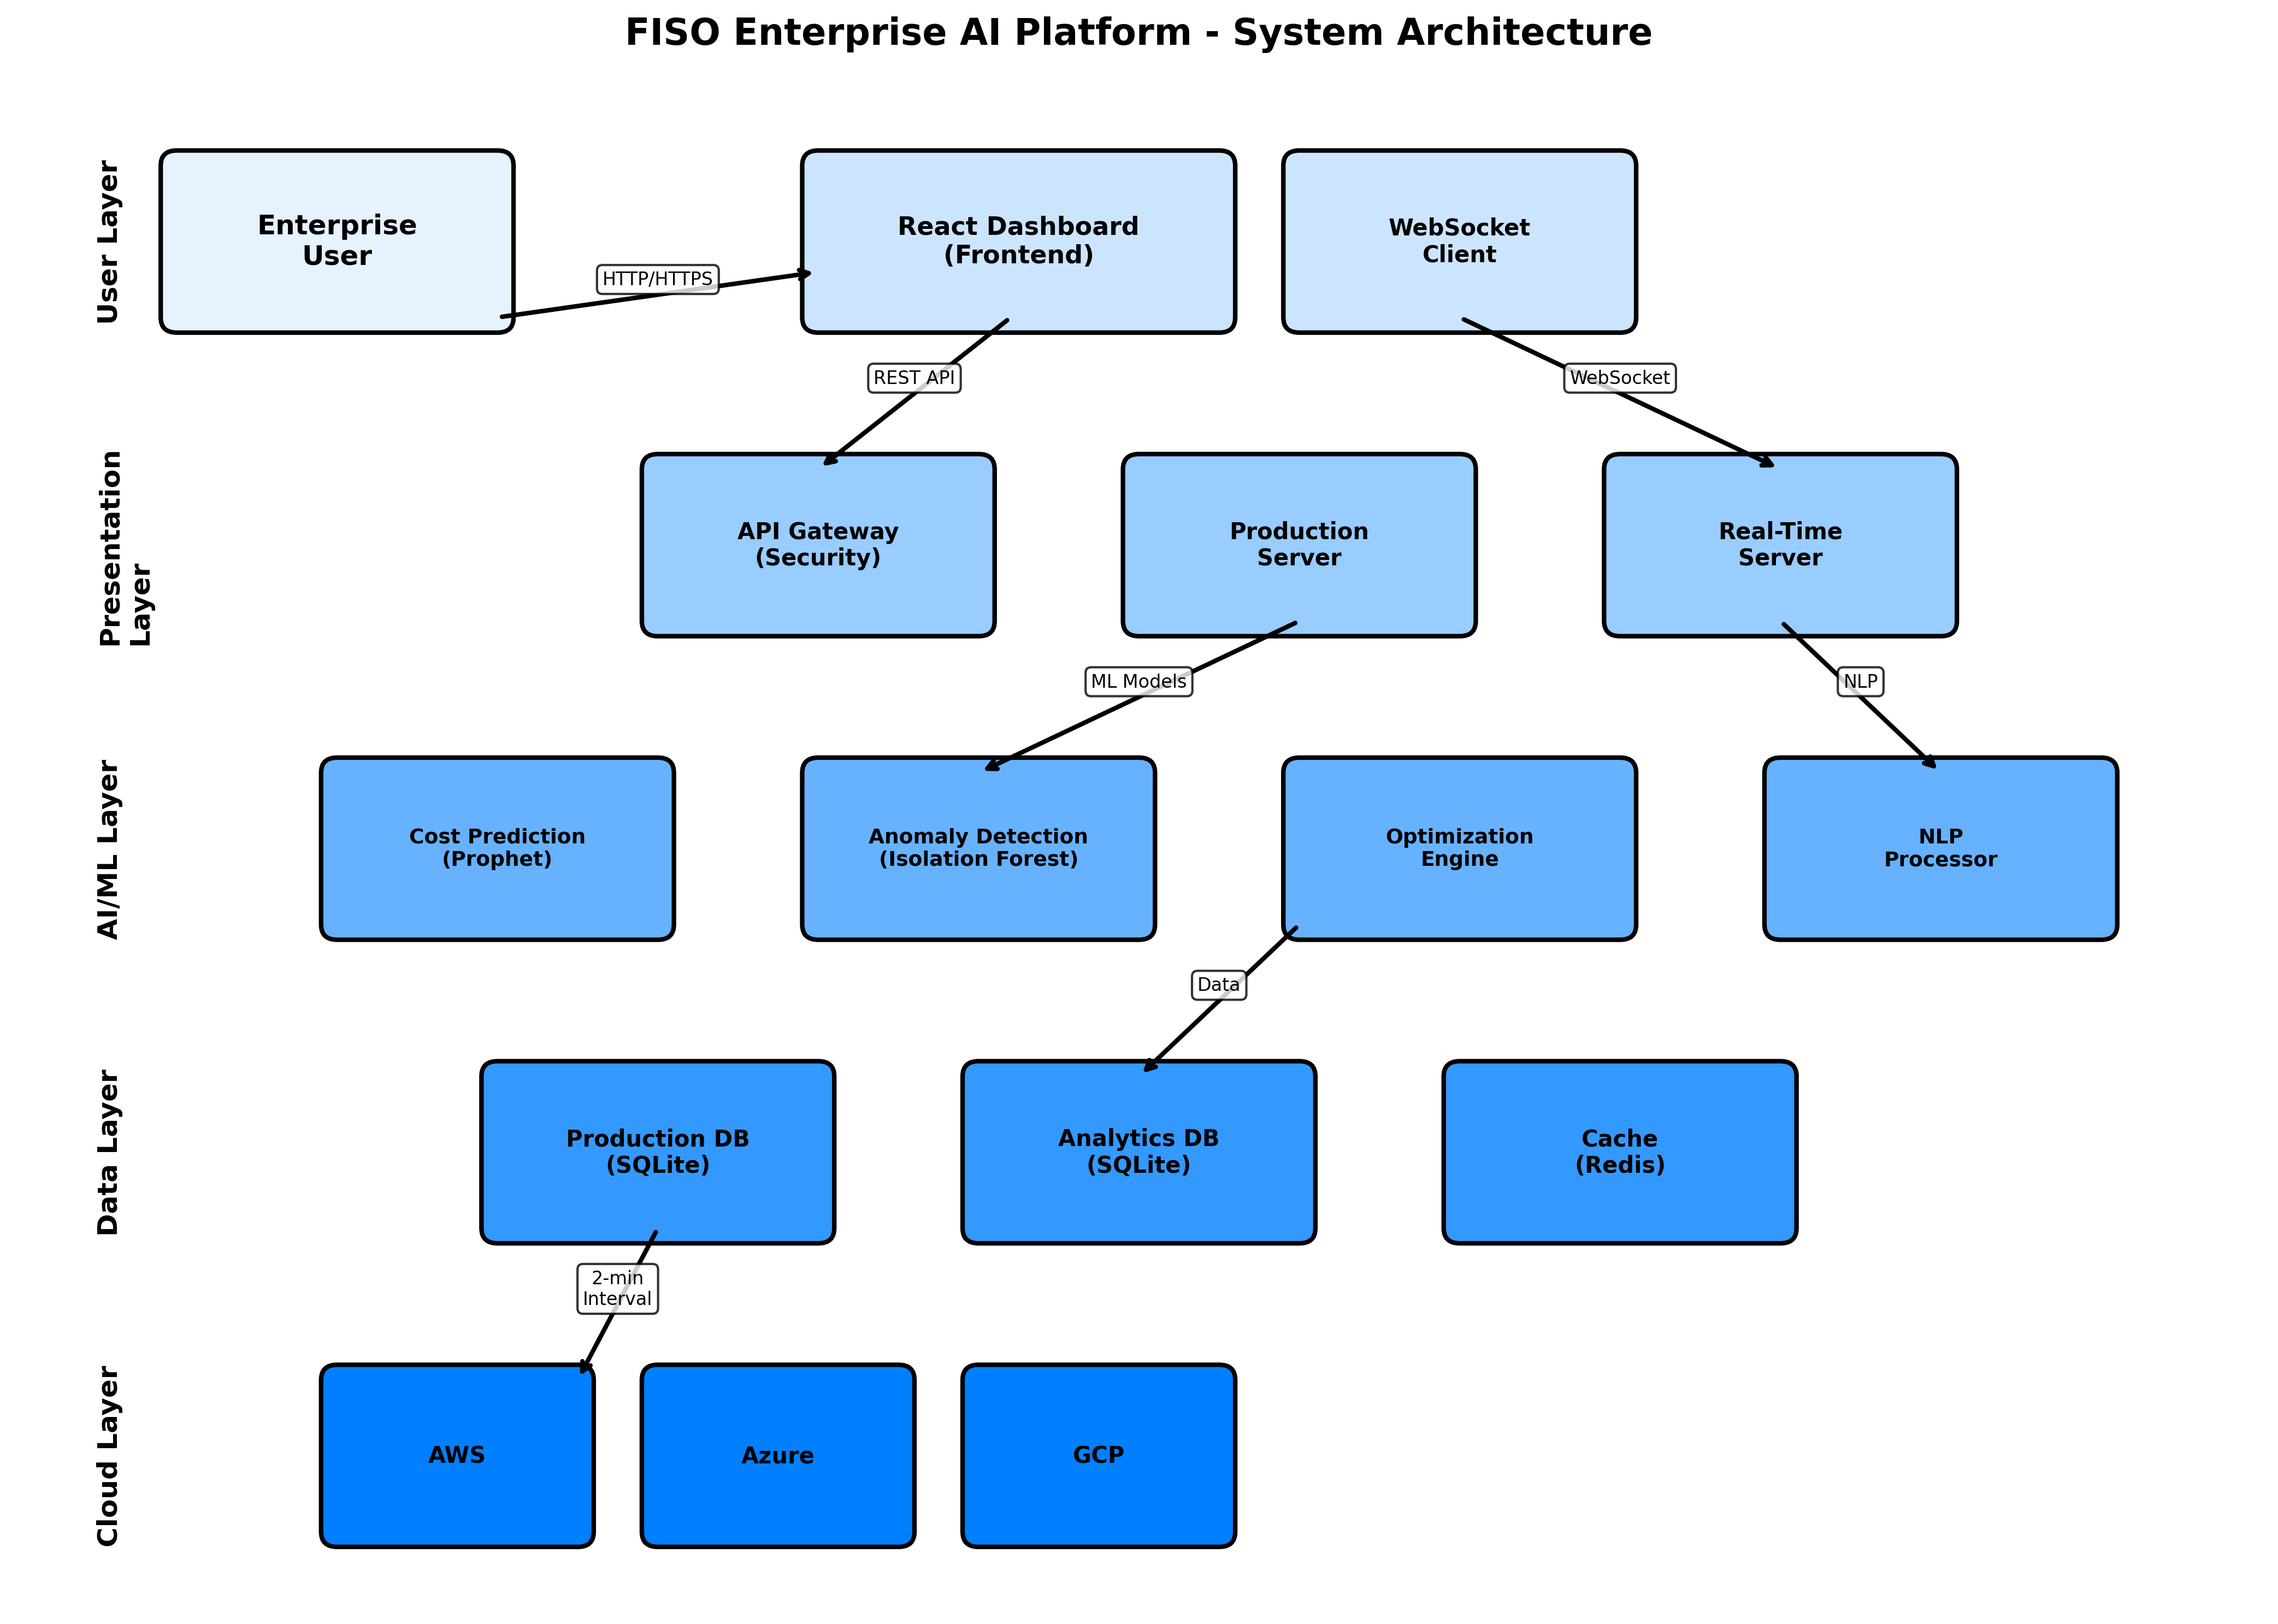 FISO Enterprise AI Platform - System Architecture
User Layer
Enterprise
User
HTTP/HTTPS
React Dashboard
(Frontend)
WebSocket
Client
REST API
WebSocket
Presentation
Layer
API Gateway
(Security)
Production
Server
Real-Time
Server
ML Models
NLP
AI/ML Layer
Cost Prediction
(Prophet)
Anomaly Detection
(Isolation Forest)
Optimization
Engine
NLP
Processor
Data
Data Layer
Production DB
(SQLite)
Analytics DB
(SQLite)
Cache
(Redis)
2-min
Interval
Cloud Layer
AWS
Azure
GCP